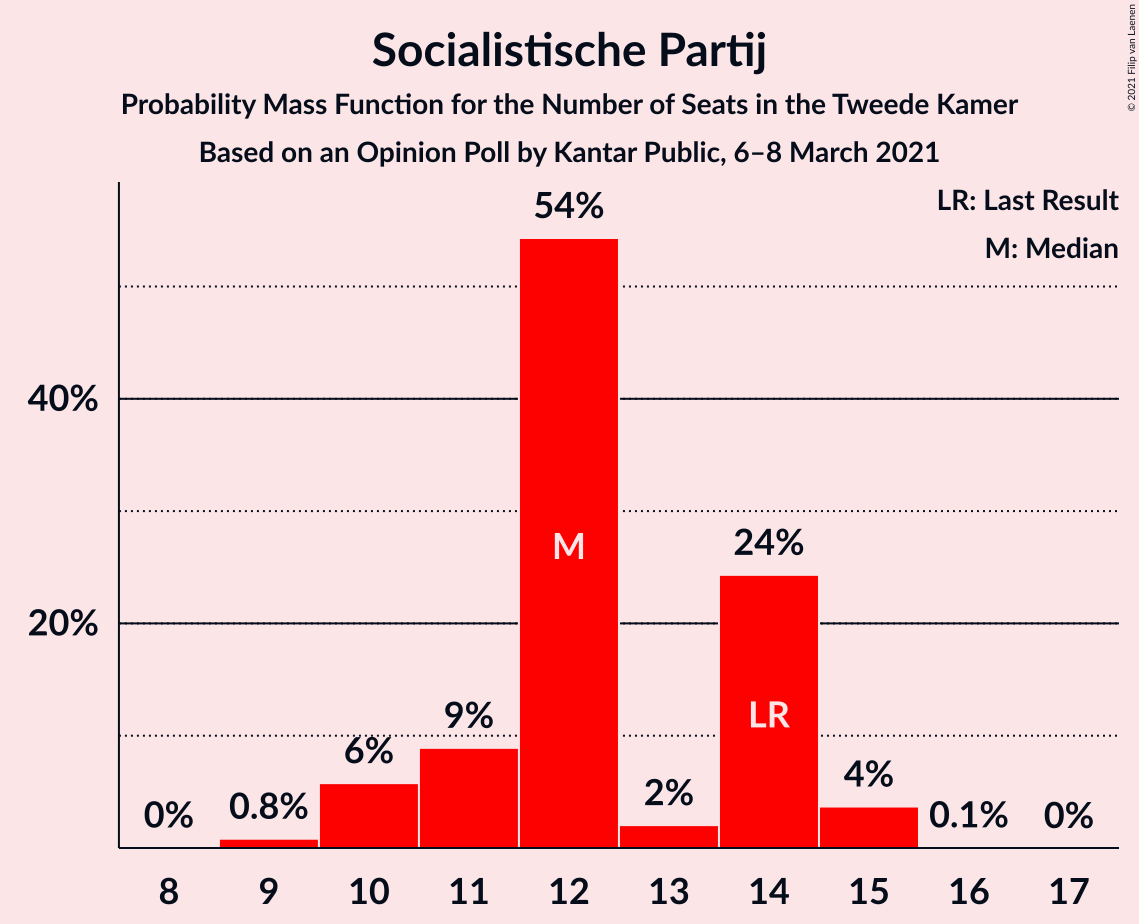 Socialistische Partij
Probability Mass Function for the Number of Seats in the Tweede Kamer
Based on an Opinion Poll by Kantar Public, 6–8 March 2021
© 2021 Filip van Laenen
LR: Last Result
M: Median
54%
40%
M
24%
20%
LR
9%
6%
4%
2%
0.8%
0%
0.1%
0%
8 9 10 11 12 13 14 15 16 17